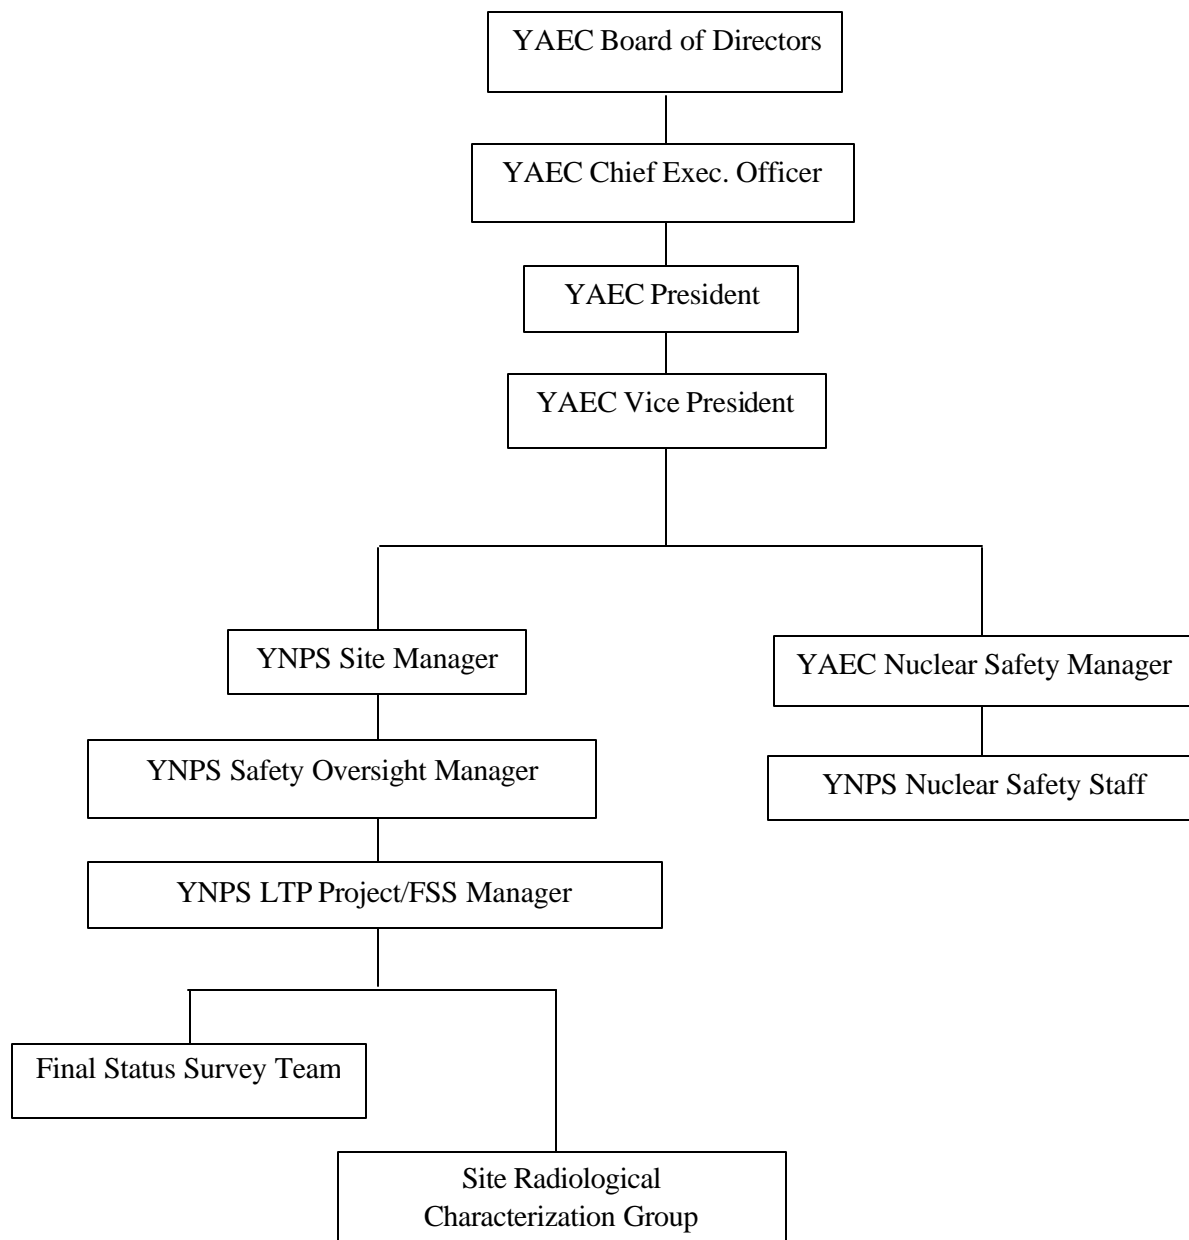 YAEC Board of Directors
YAEC Chief Exec. Officer
YAEC President
YAEC Vice President
YNPS Site Manager
YAEC Nuclear Safety Manager
YNPS Safety Oversight Manager
YNPS Nuclear Safety Staff
YNPS LTP Project/FSS Manager
Final Status Survey Team
Site Radiological
Characterization Group